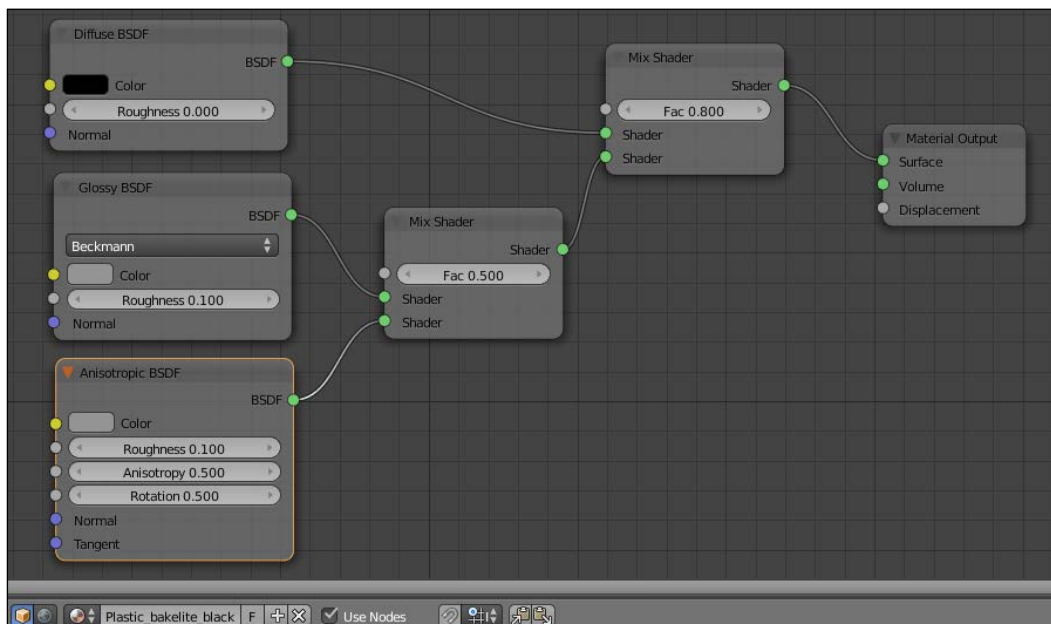 Diffuse BSDF
BSDF
Color
Roughness 0.000
Normal
Glossy BSDF
BSDF
Beckmann
Color
Roughness 0.100
Normal
Anisotropic BSDF
BSDF
Color
Roughness 0.100
Anisotropy 0.500
Rotation 0.500
Normal
Tangent
Mix Shader
Shader
Fac 0.500
Shader
Shader
Mix Shader
Shader
Fac 0.800
Shader
Shader
Material Output
Surface
Volume
Displacement
Plastic_bakelite_black F Use Nodes